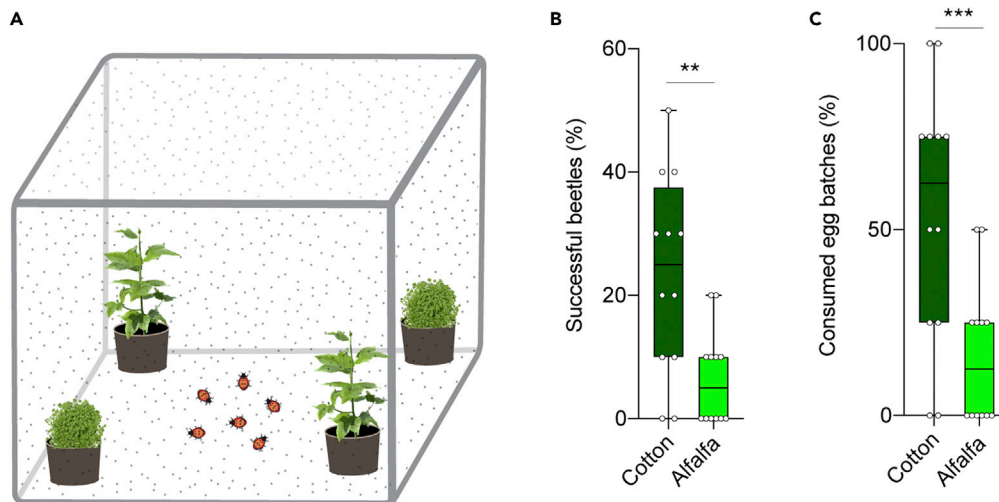 A
B
C
Successful beetles (%)
60
40
20
0
**
Cotton
Alfalfa
Consumed egg batches (%)
100
50
0
***
Cotton
Alfalfa